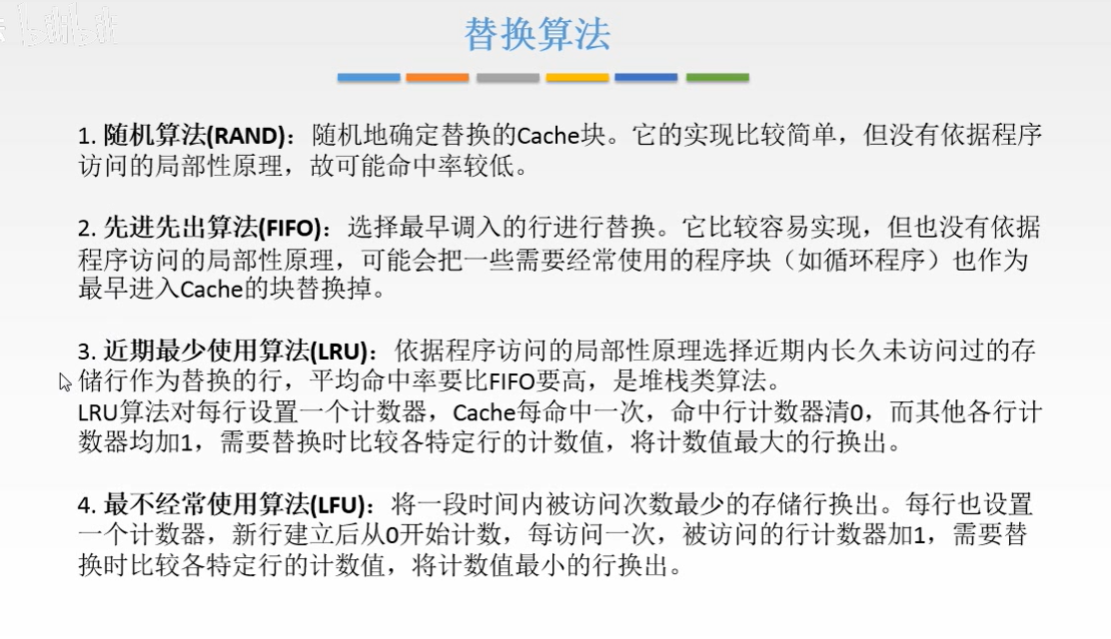 替换算法
1. 随机算法(RAND)：随机地确定替换的Cache块。它的实现比较简单，但没有依据程序
访问的局部性原理，故可能命中率较低。
2. 先进先出算法(FIFO)：选择最早调入的行进行替换。它比较容易实现，但也没有依据
程序访问的局部性原理，可能会把一些需要经常使用的程序块（如循环程序）也作为
最早进入Cache的块替换掉。
3. 近期最少使用算法(LRU)：依据程序访问的局部性原理选择近期内长久未访问过的存
储行作为替换的行，平均命中率要比FIFO要高，是堆栈类算法。
LRU算法对每行设置一个计数器，Cache每命中一次，命中行计数器清0，而其他各行计
数器均加1，需要替换时比较各特定行的计数值，将计数值最大的行换出。
4. 最不经常使用算法(LFU)：将一段时间内被访问次数最少的存储行换出。每行也设置
一个计数器，新行建立后从0开始计数，每访问一次，被访问的行计数器加1，需要替
换时比较各特定行的计数值，将计数值最小的行换出。